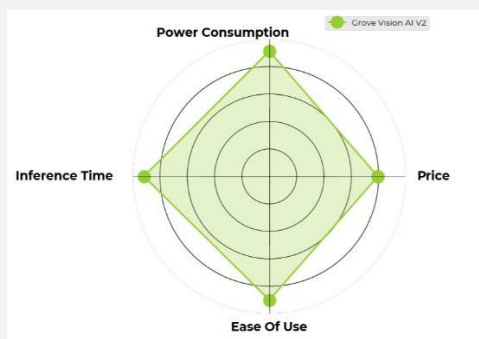 Grove Vision AI V2
Power Consumption
Inference Time
Price
Ease Of Use